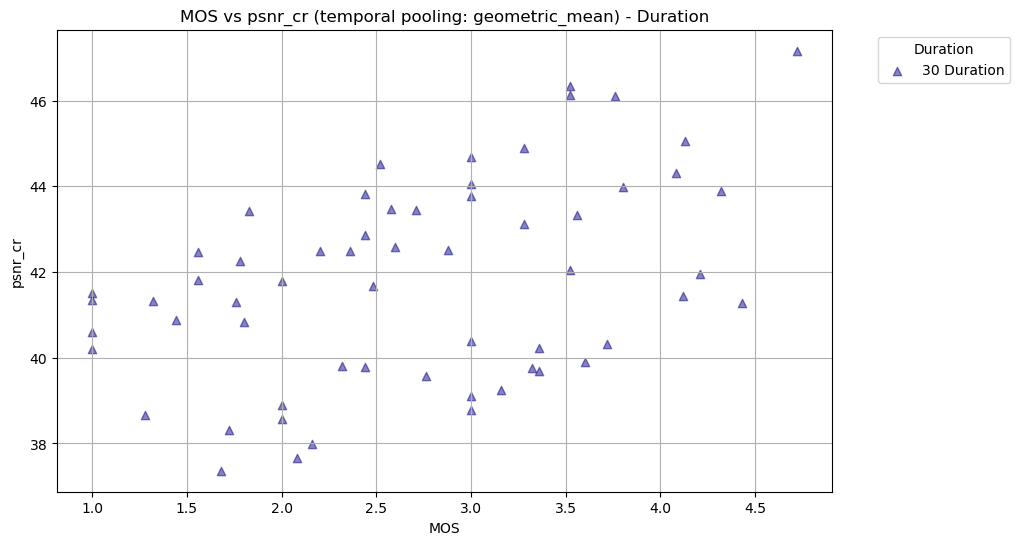 MOS vs psnr_cr (temporal pooling: geometric_mean) - Duration
Duration
30 Duration
psnr_cr
46
44
42
40
38
1.0 1.5 2.0 2.5 3.0 3.5 4.0 4.5
MOS